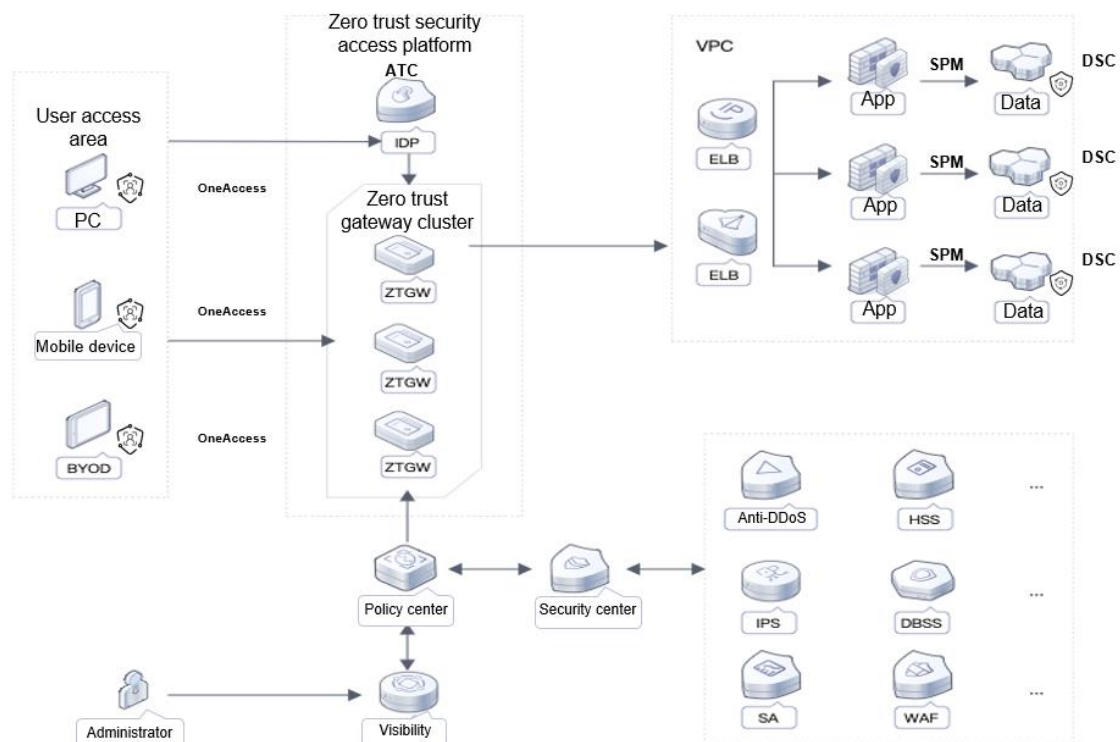 Zero trust security
access platform
ATC
IDP
User access
area
PC
OneAccess
Mobile device
OneAccess
BYOD
OneAccess
Zero trust
gateway cluster
ZTGW
ZTGW
ZTGW
VPC
ELB
ELB
App
SPM
Data
DSC
App
SPM
Data
DSC
App
SPM
Data
DSC
Policy center
Security center
Anti-DDoS
HSS
...
IPS
DBSS
...
SA
WAF
...
Administrator
Visibility
IP